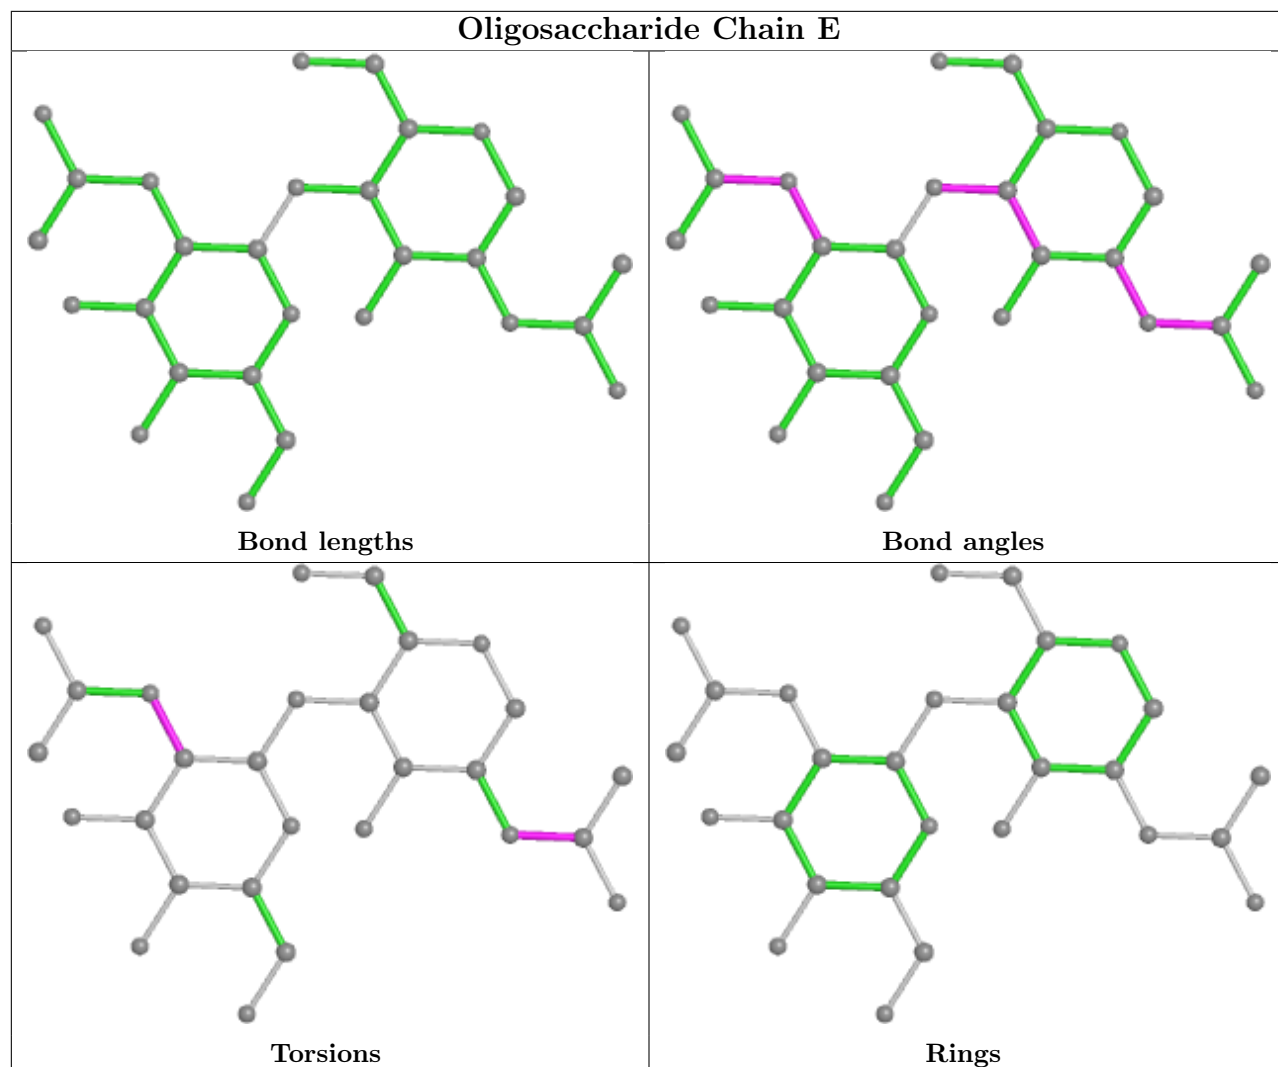 Oligosaccharide Chain E
Bond lengths
Bond angles
Torsions
Rings